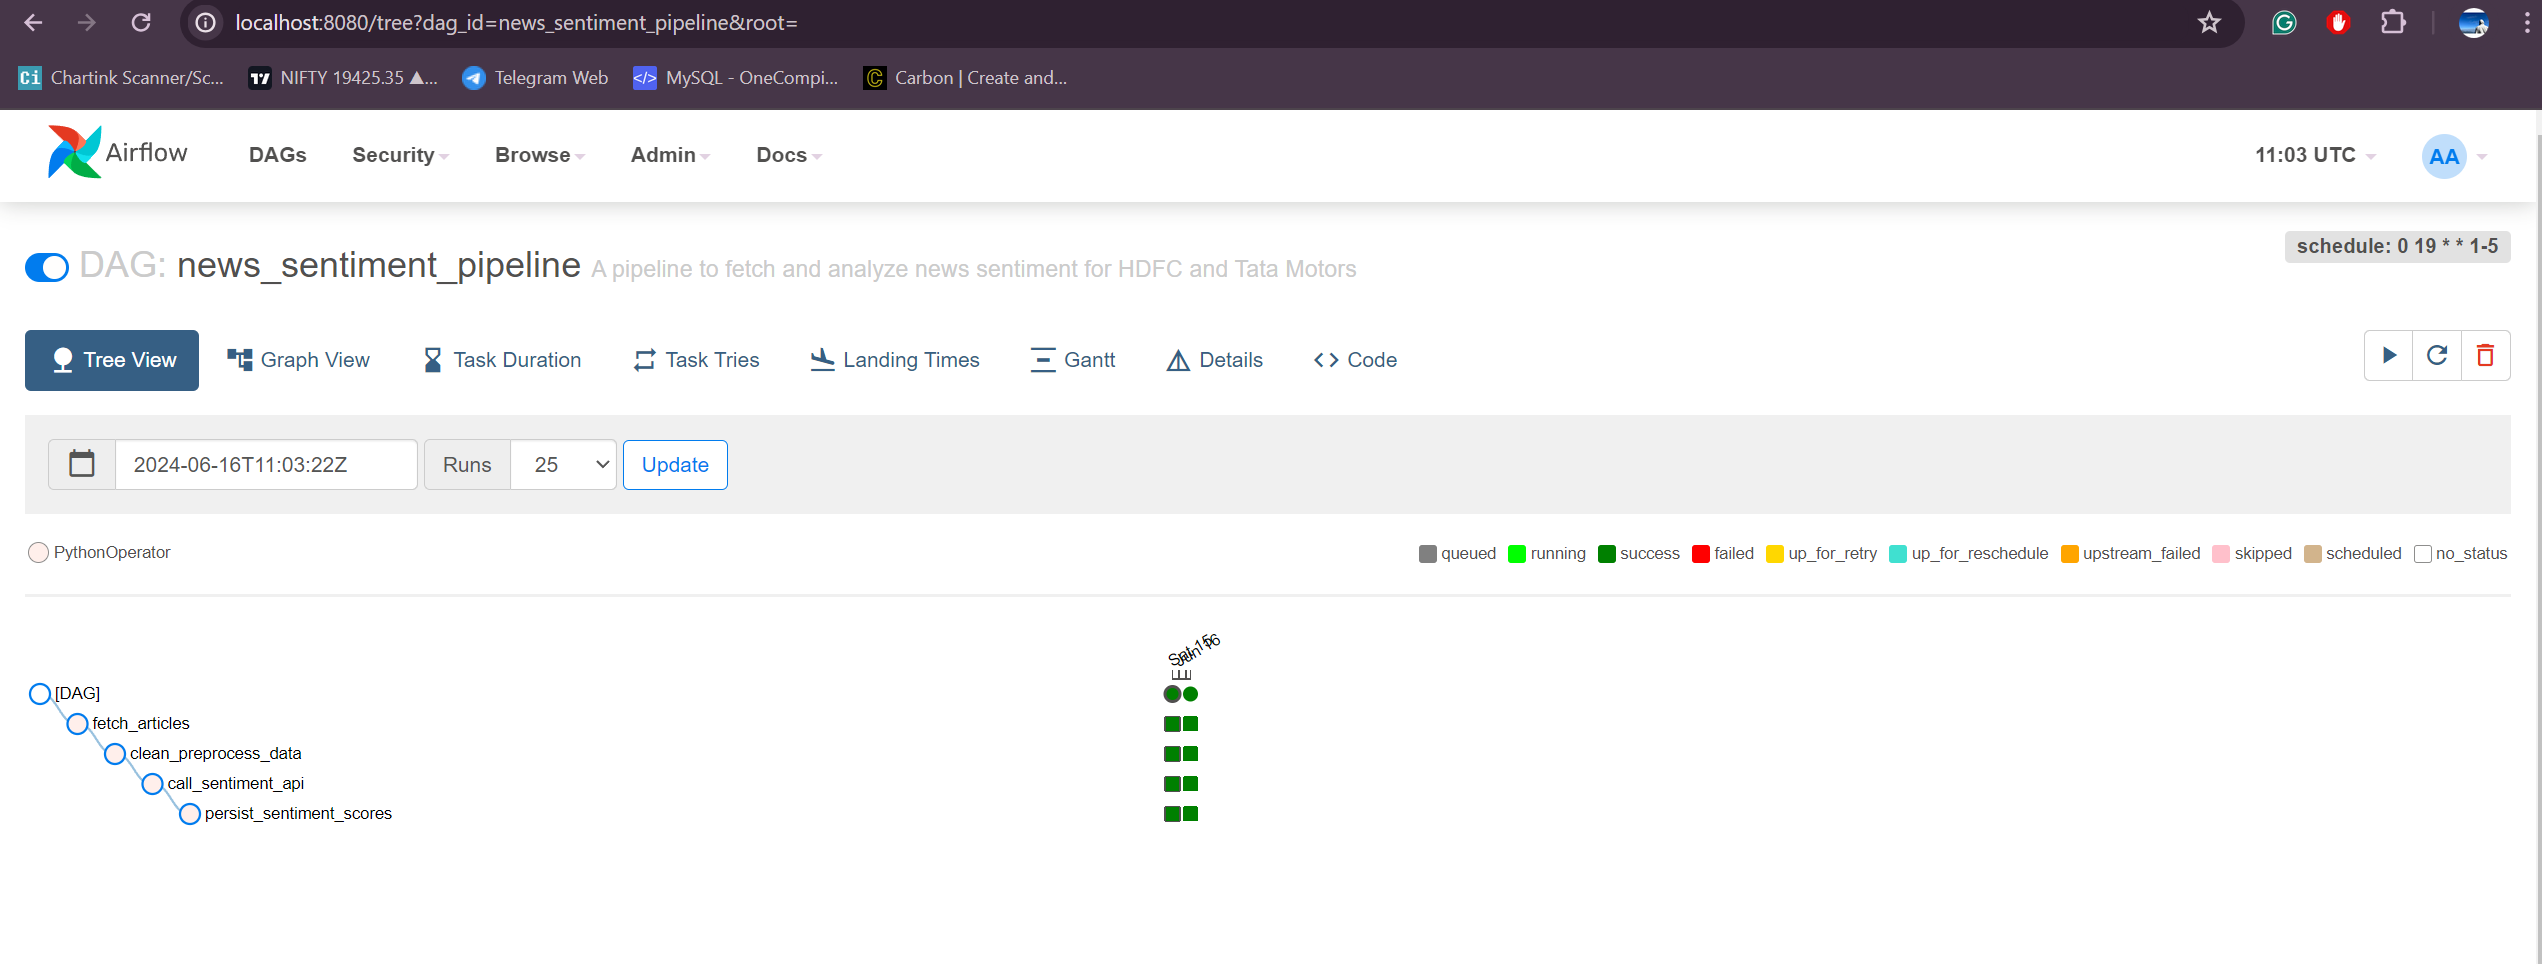 localhost:8080/tree?dag_id=news_sentiment_pipeline&root=
Chartink Scanner/Sc... NIFTY 19425.35 ▲... Telegram Web </> MySQL - OneCompi... Carbon | Create and...
Airflow DAGs Security Browse Admin Docs 11:03 UTC AA
schedule: 0 19 * * 1-5
DAG: news_sentiment_pipeline A pipeline to fetch and analyze news sentiment for HDFC and Tata Motors
Tree View Graph View Task Duration Task Tries Landing Times Gantt Details Code
2024-06-16T11:03:22Z Runs 25 Update
PythonOperator queued running success failed up_for_retry up_for_reschedule upstream_failed skipped scheduled no_status
[DAG]
fetch_articles
clean_preprocess_data
call_sentiment_api
persist_sentiment_scores